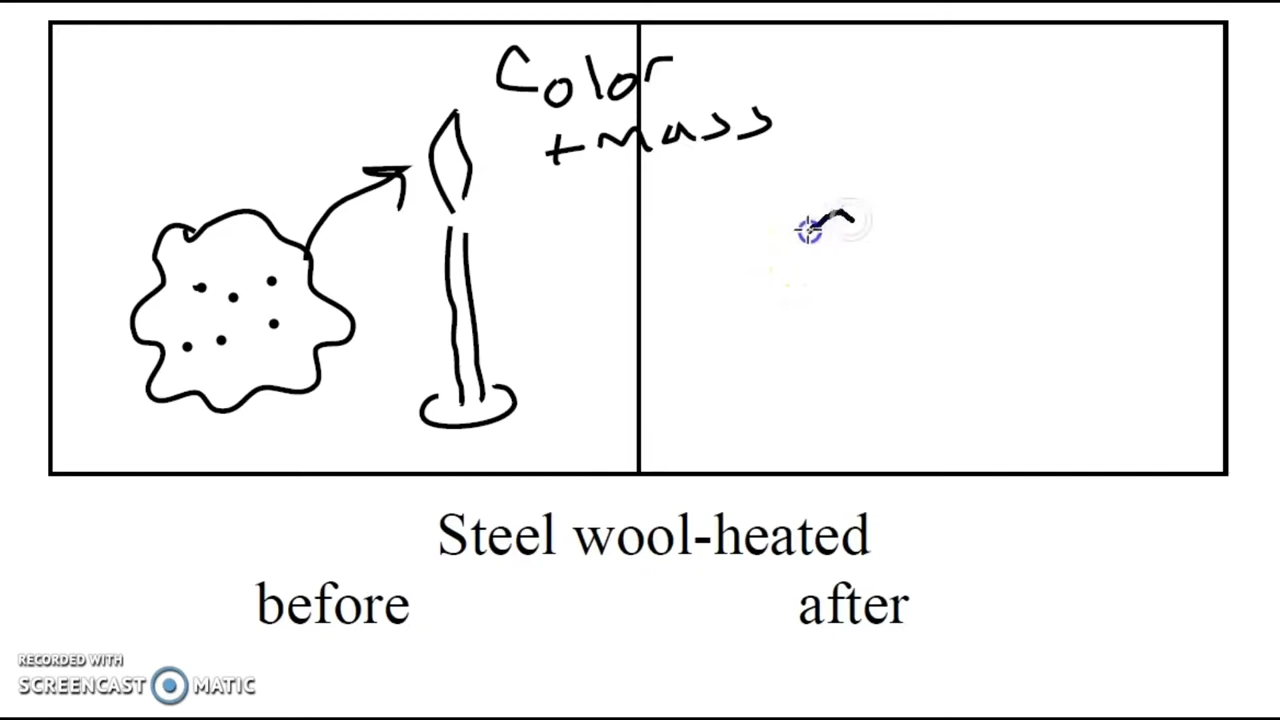 Color
+ Mass
Steel wool-heated
before after
RECORDED WITH
SCREENCAST MATIC